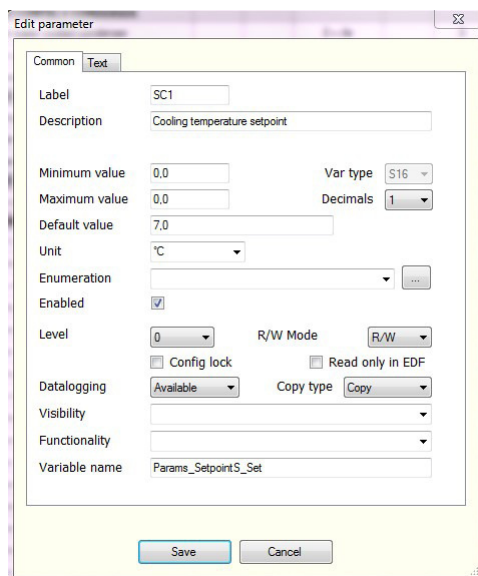 Edit parameter
Common Text
Label SC1
Description Cooling temperature setpoint
Minimum value 0,0 Var type S16
Maximum value 0,0 Decimals 1
Default value 7,0
Unit °C
Enumeration ...
Enabled
Level 0 R/W Mode R/W
Config lock Read only in EDF
Datalogging Available Copy type Copy
Visibility
Functionality
Variable name Params_SetpointS_Set
Save Cancel